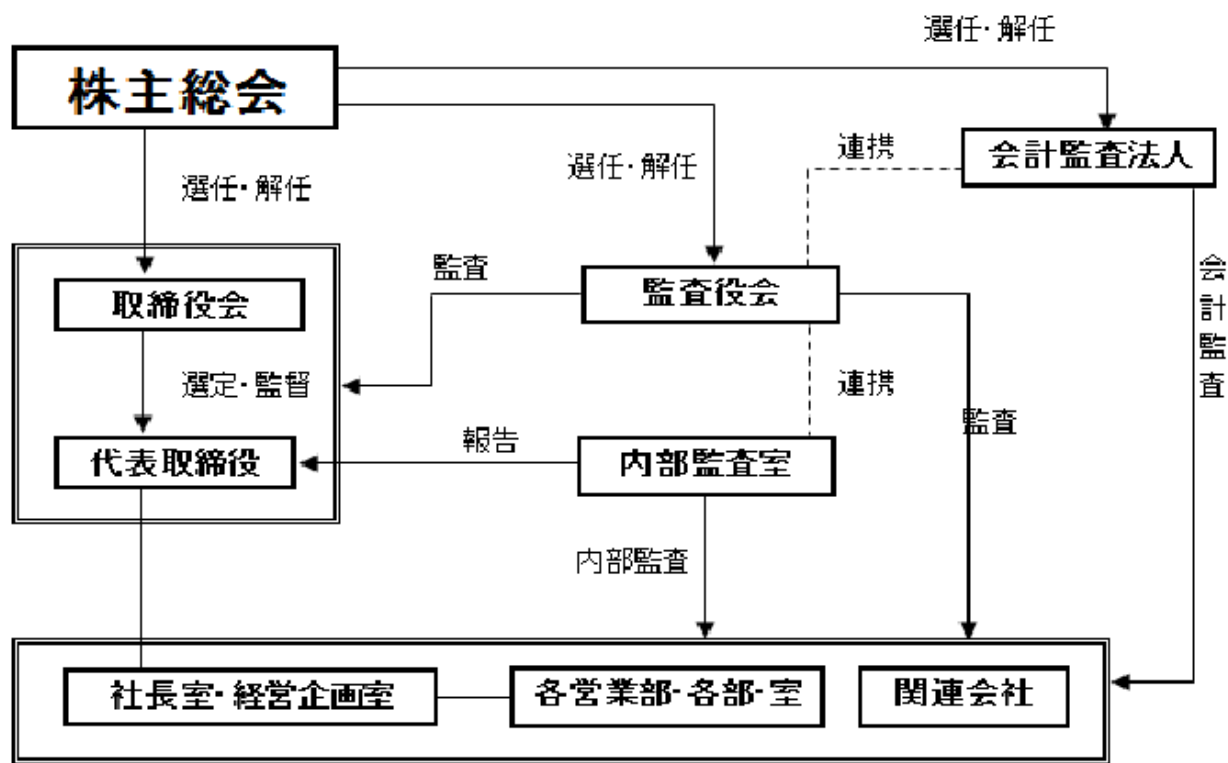 選任・解任
株主総会
連携
会計監査法人
選任・解任
選任・解任
監査
監査役会
会計監査
取締役会
選定・監督
連携
監査
報告
代表取締役
内部監査室
内部監査
社長室・経営企画室
各営業部・各部・室
関連会社